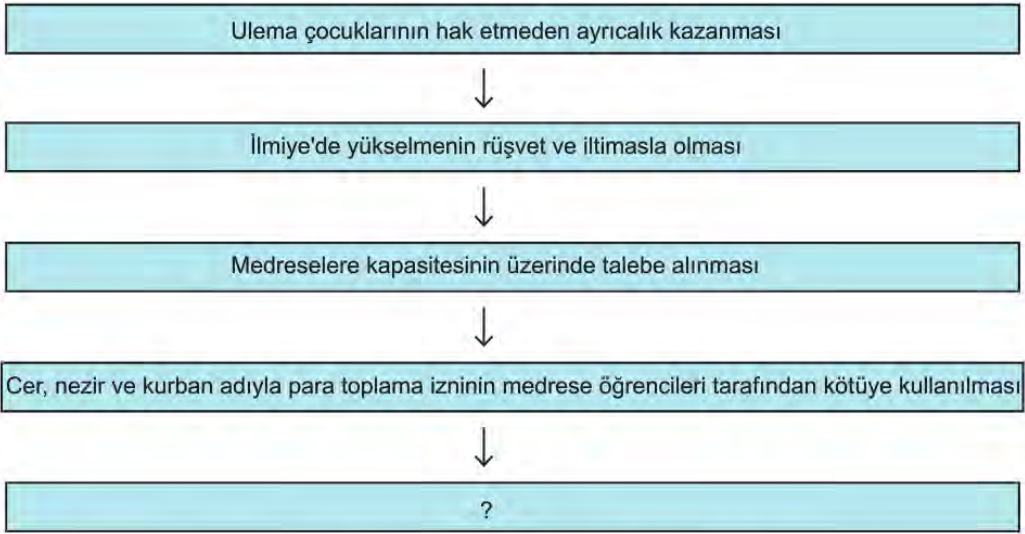 Ulema çocuklarının hak etmeden ayrıcalık kazanması
İlmiye'de yükselmenin rüşvet ve iltimasla olması
Medreselere kapasitesinin üzerinde talebe alınması
Cer, nezir ve kurban adıyla para toplama izninin medrese öğrencileri tarafından kötüye kullanılması
?